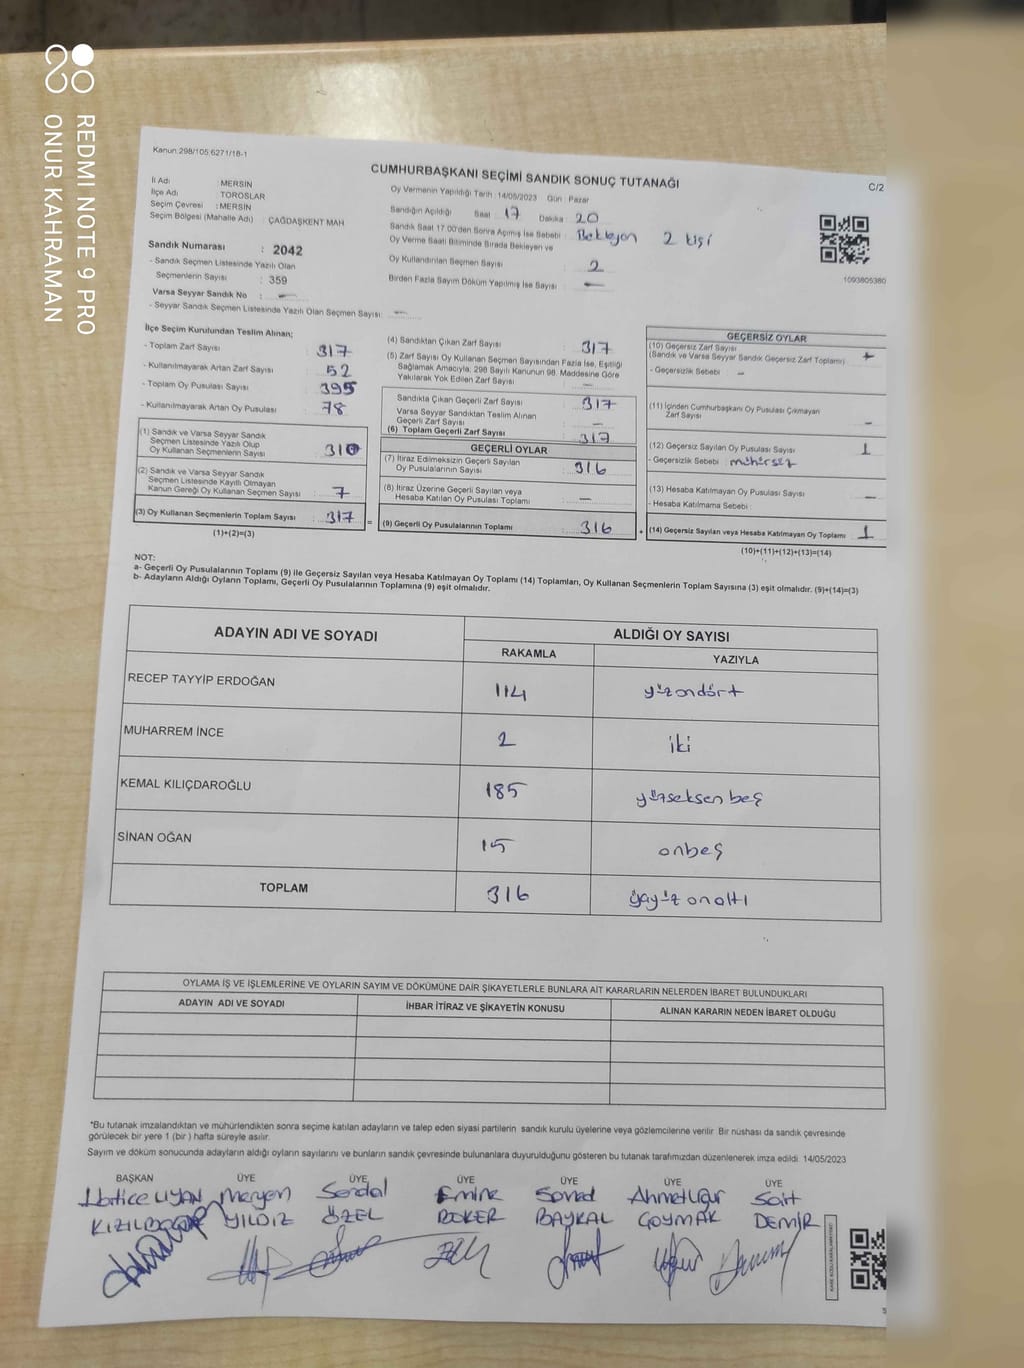 REDMI NOTE 9 PRO
ONUR KAHRAMAN
Kanun:298/105,6271/18-1
CUMHURBAŞKANI SEÇİMİ SANDIK SONUÇ TUTANAĞI
C/2
İl Adı : MERSİN
İlçe Adı : TOROSLAR
Seçim Çevresi : MERSİN
Seçim Bölgesi (Mahalle Adı) : ÇAĞDAŞKENT MAH
Sandık Numarası : 2042
- Sandık Seçmen Listesinde Yazılı Olan
Seçmenlerin Sayısı : 359
Varsa Seyyar Sandık No : -
- Seyyar Sandık Seçmen Listesinde Yazılı Olan Seçmen Sayısı: -
Oy Vermenin Yapıldığı Tarih :14/05/2023 Gün : Pazar
Sandığın Açıldığı Saat 17 Dakika 20
Sandık Saat 17:00'den Sonra Açılmış İse Sebebi : Bekleyen 2 kişi
Oy Verme Saati Bitiminde Sırada Bekleyen ve
Oy Kullandırılan Seçmen Sayısı : 2
Birden Fazla Sayım Döküm Yapılmış İse Sayısı : -
1093805380
İlçe Seçim Kurulundan Teslim Alınan;
- Toplam Zarf Sayısı : 317
- Kullanılmayarak Artan Zarf Sayısı : 52
- Toplam Oy Pusulası Sayısı : 395
- Kullanılmayarak Artan Oy Pusulası : 78
(1) Sandık ve Varsa Seyyar Sandık
Seçmen Listesinde Yazılı Olup
Oy Kullanan Seçmenlerin Sayısı : 310
(2) Sandık ve Varsa Seyyar Sandık
Seçmen Listesinde Kayıtlı Olmayan
Kanun Gereği Oy Kullanan Seçmen Sayısı : 7
(3) Oy Kullanan Seçmenlerin Toplam Sayısı : 317
(1)+(2)=(3)
(4) Sandıktan Çıkan Zarf Sayısı : 317
(5) Zarf Sayısı Oy Kullanan Seçmen Sayısından Fazla İse, Eşitliği
Sağlamak Amacıyla, 298 Sayılı Kanunun 98. Maddesine Göre
Yakılarak Yok Edilen Zarf Sayısı : -
Sandıkta Çıkan Geçerli Zarf Sayısı : 317
Varsa Seyyar Sandıktan Teslim Alınan
Geçerli Zarf Sayısı : -
(6) Toplam Geçerli Zarf Sayısı : 317
GEÇERLİ OYLAR
(7) İtiraz Edilmeksizin Geçerli Sayılan
Oy Pusulalarının Sayısı : 316
(8) İtiraz Üzerine Geçerli Sayılan veya
Hesaba Katılan Oy Pusulası Toplamı : -
= (9) Geçerli Oy Pusulalarının Toplamı : 316
GEÇERSİZ OYLAR
(10) Geçersiz Zarf Sayısı
(Sandık ve Varsa Seyyar Sandık Geçersiz Zarf Toplamı) :
- Geçersizlik Sebebi : -
(11) İçinden Cumhurbaşkanı Oy Pusulası Çıkmayan
Zarf Sayısı : -
(12) Geçersiz Sayılan Oy Pusulası Sayısı : 1
- Geçersizlik Sebebi : mühürsüz
(13) Hesaba Katılmayan Oy Pusulası Sayısı : -
- Hesaba Katılmama Sebebi :
+ (14) Geçersiz Sayılan veya Hesaba Katılmayan Oy Toplamı : 1
(10)+(11)+(12)+(13)=(14)
NOT:
a- Geçerli Oy Pusulalarının Toplamı (9) ile Geçersiz Sayılan veya Hesaba Katılmayan Oy Toplamı (14) Toplamları, Oy Kullanan Seçmenlerin Toplam Sayısına (3) eşit olmalıdır. (9)+(14)=(3)
b- Adayların Aldığı Oyların Toplamı, Geçerli Oy Pusulalarının Toplamına (9) eşit olmalıdır.
ADAYIN ADI VE SOYADI ALDIĞI OY SAYISI
RAKAMLA YAZIYLA
RECEP TAYYİP ERDOĞAN 114 yüzondört
MUHARREM İNCE 2 iki
KEMAL KILIÇDAROĞLU 185 yüzseksen beş
SİNAN OĞAN 15 onbeş
TOPLAM 316 üçyüz onaltı
OYLAMA İŞ VE İŞLEMLERİNE VE OYLARIN SAYIM VE DÖKÜMÜNE DAİR ŞİKAYETLERLE BUNLARA AİT KARARLARIN NELERDEN İBARET BULUNDUKLARI
ADAYIN ADI VE SOYADI İHBAR İTİRAZ VE ŞİKAYETİN KONUSU ALINAN KARARIN NEDEN İBARET OLDUĞU
*Bu tutanak imzalandıktan ve mühürlendikten sonra seçime katılan adayların ve talep eden siyasi partilerin sandık kurulu üyelerine veya gözlemcilerine verilir. Bir nüshası da sandık çevresinde
görülecek bir yere 1 (bir) hafta süreyle asılır.
Sayım ve döküm sonucunda adayların aldığı oyların sayılarını ve bunların sandık çevresinde bulunanlara duyurulduğunu gösteren bu tutanak tarafımızdan düzenlenerek imza edildi. 14/05/2023
BAŞKAN ÜYE ÜYE ÜYE ÜYE ÜYE ÜYE
Hatice UYAN Meryem Serdal Emine Samed Ahmet Uğur Sait
YILDIZ ÖZEL BOKER BAYKAL GOYMAK DEMİR